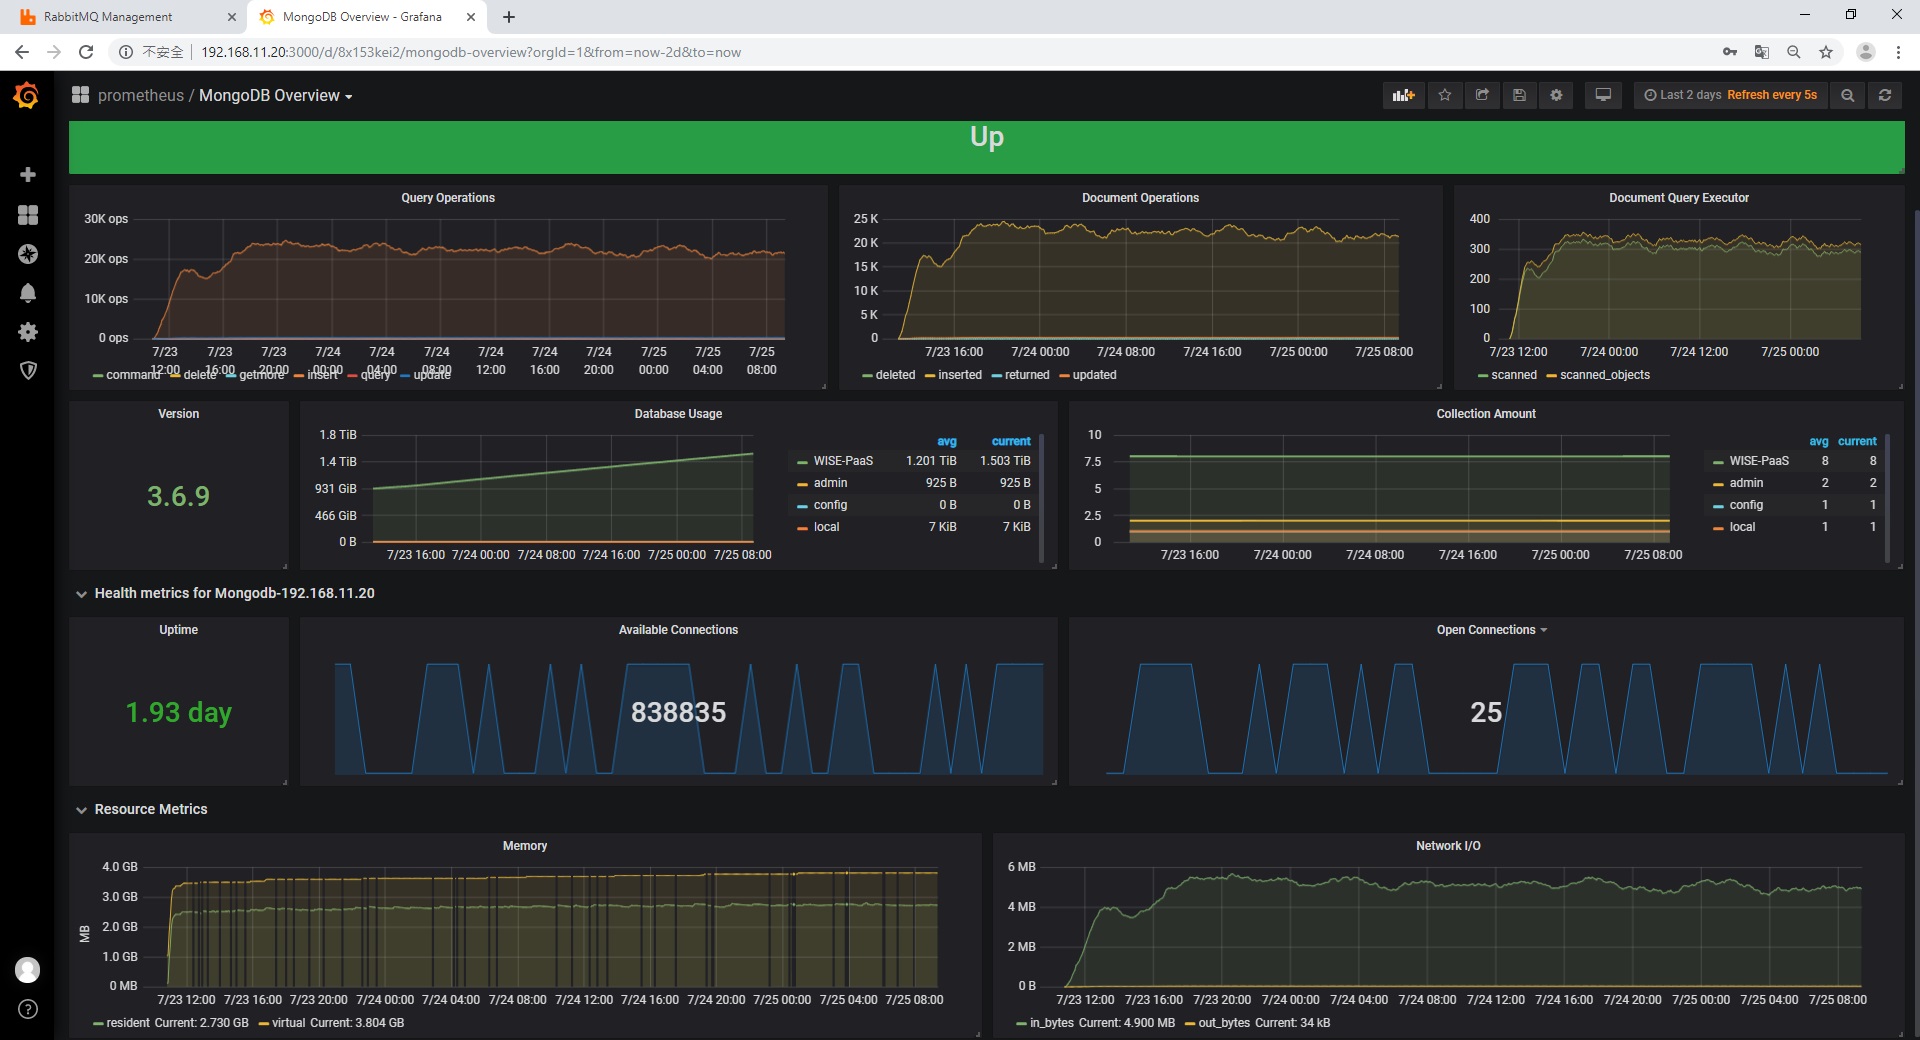 RabbitMQ Management
MongoDB Overview - Grafana
不安全
192.168.11.20:3000/d/8x153kei2/mongodb-overview?orgId=1&from=now-2d&to=now
prometheus / MongoDB Overview
Last 2 days Refresh every 5s
Up
Query Operations
30K ops
20K ops
10K ops
0 ops
7/23 12:00
7/23 16:00
7/23 20:00
7/24 00:00
7/24 04:00
7/24 08:00
7/24 12:00
7/24 16:00
7/24 20:00
7/25 00:00
7/25 04:00
7/25 08:00
command delete getmore insert query update
Document Operations
25 K
20 K
15 K
10 K
5 K
0
7/23 16:00 7/24 00:00 7/24 08:00 7/24 16:00 7/25 00:00 7/25 08:00
deleted inserted returned updated
Document Query Executor
400
300
200
100
0
7/23 12:00 7/24 00:00 7/24 12:00 7/25 00:00
scanned scanned_objects
Version
3.6.9
Database Usage
1.8 TiB
1.4 TiB
931 GiB
466 GiB
0 B
7/23 16:00 7/24 00:00 7/24 08:00 7/24 16:00 7/25 00:00 7/25 08:00
avg current
WISE-PaaS 1.201 TiB 1.503 TiB
admin 925 B 925 B
config 0 B 0 B
local 7 KiB 7 KiB
Collection Amount
10
7.5
5
2.5
0
7/23 16:00 7/24 00:00 7/24 08:00 7/24 16:00 7/25 00:00 7/25 08:00
avg current
WISE-PaaS 8 8
admin 2 2
config 1 1
local 1 1
Health metrics for Mongodb-192.168.11.20
Uptime
1.93 day
Available Connections
838835
Open Connections
25
Resource Metrics
Memory
MB
4.0 GB
3.0 GB
2.0 GB
1.0 GB
0 MB
7/23 12:00 7/23 16:00 7/23 20:00 7/24 00:00 7/24 04:00 7/24 08:00 7/24 12:00 7/24 16:00 7/24 20:00 7/25 00:00 7/25 04:00 7/25 08:00
resident Current: 2.730 GB virtual Current: 3.804 GB
Network I/O
6 MB
4 MB
2 MB
0 B
7/23 12:00 7/23 16:00 7/23 20:00 7/24 00:00 7/24 04:00 7/24 08:00 7/24 12:00 7/24 16:00 7/24 20:00 7/25 00:00 7/25 04:00 7/25 08:00
in_bytes Current: 4.900 MB out_bytes Current: 34 kB